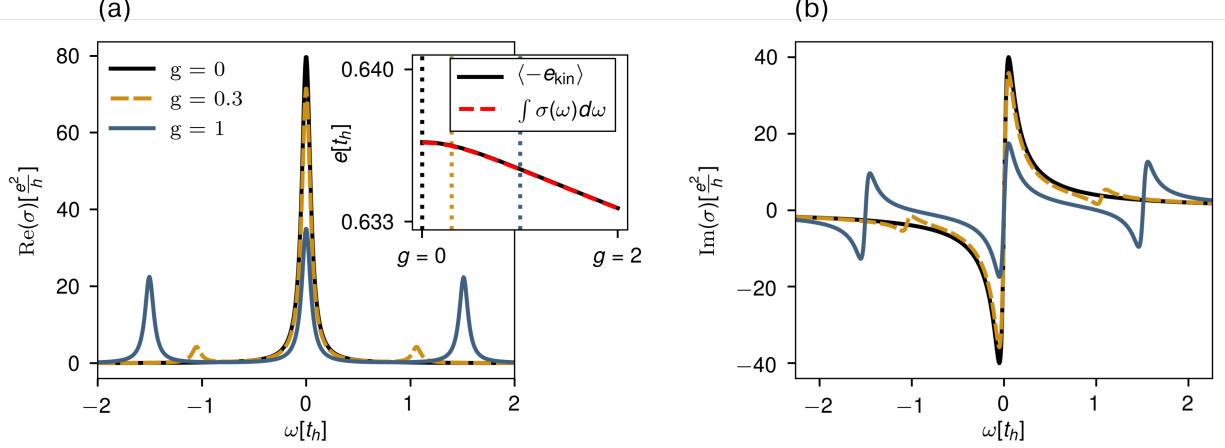 (a)
80
60
40
20
0
Re(σ)[e²/h]
g = 0
g = 0.3
g = 1
−2
−1
0
1
2
ω[t_h]
0.640
0.633
e[t_h]
⟨−e_kin⟩
∫ σ(ω)dω
g = 0
g = 2
(b)
40
20
0
−20
−40
Im(σ)[e²/h]
−2
−1
0
1
2
ω[t_h]